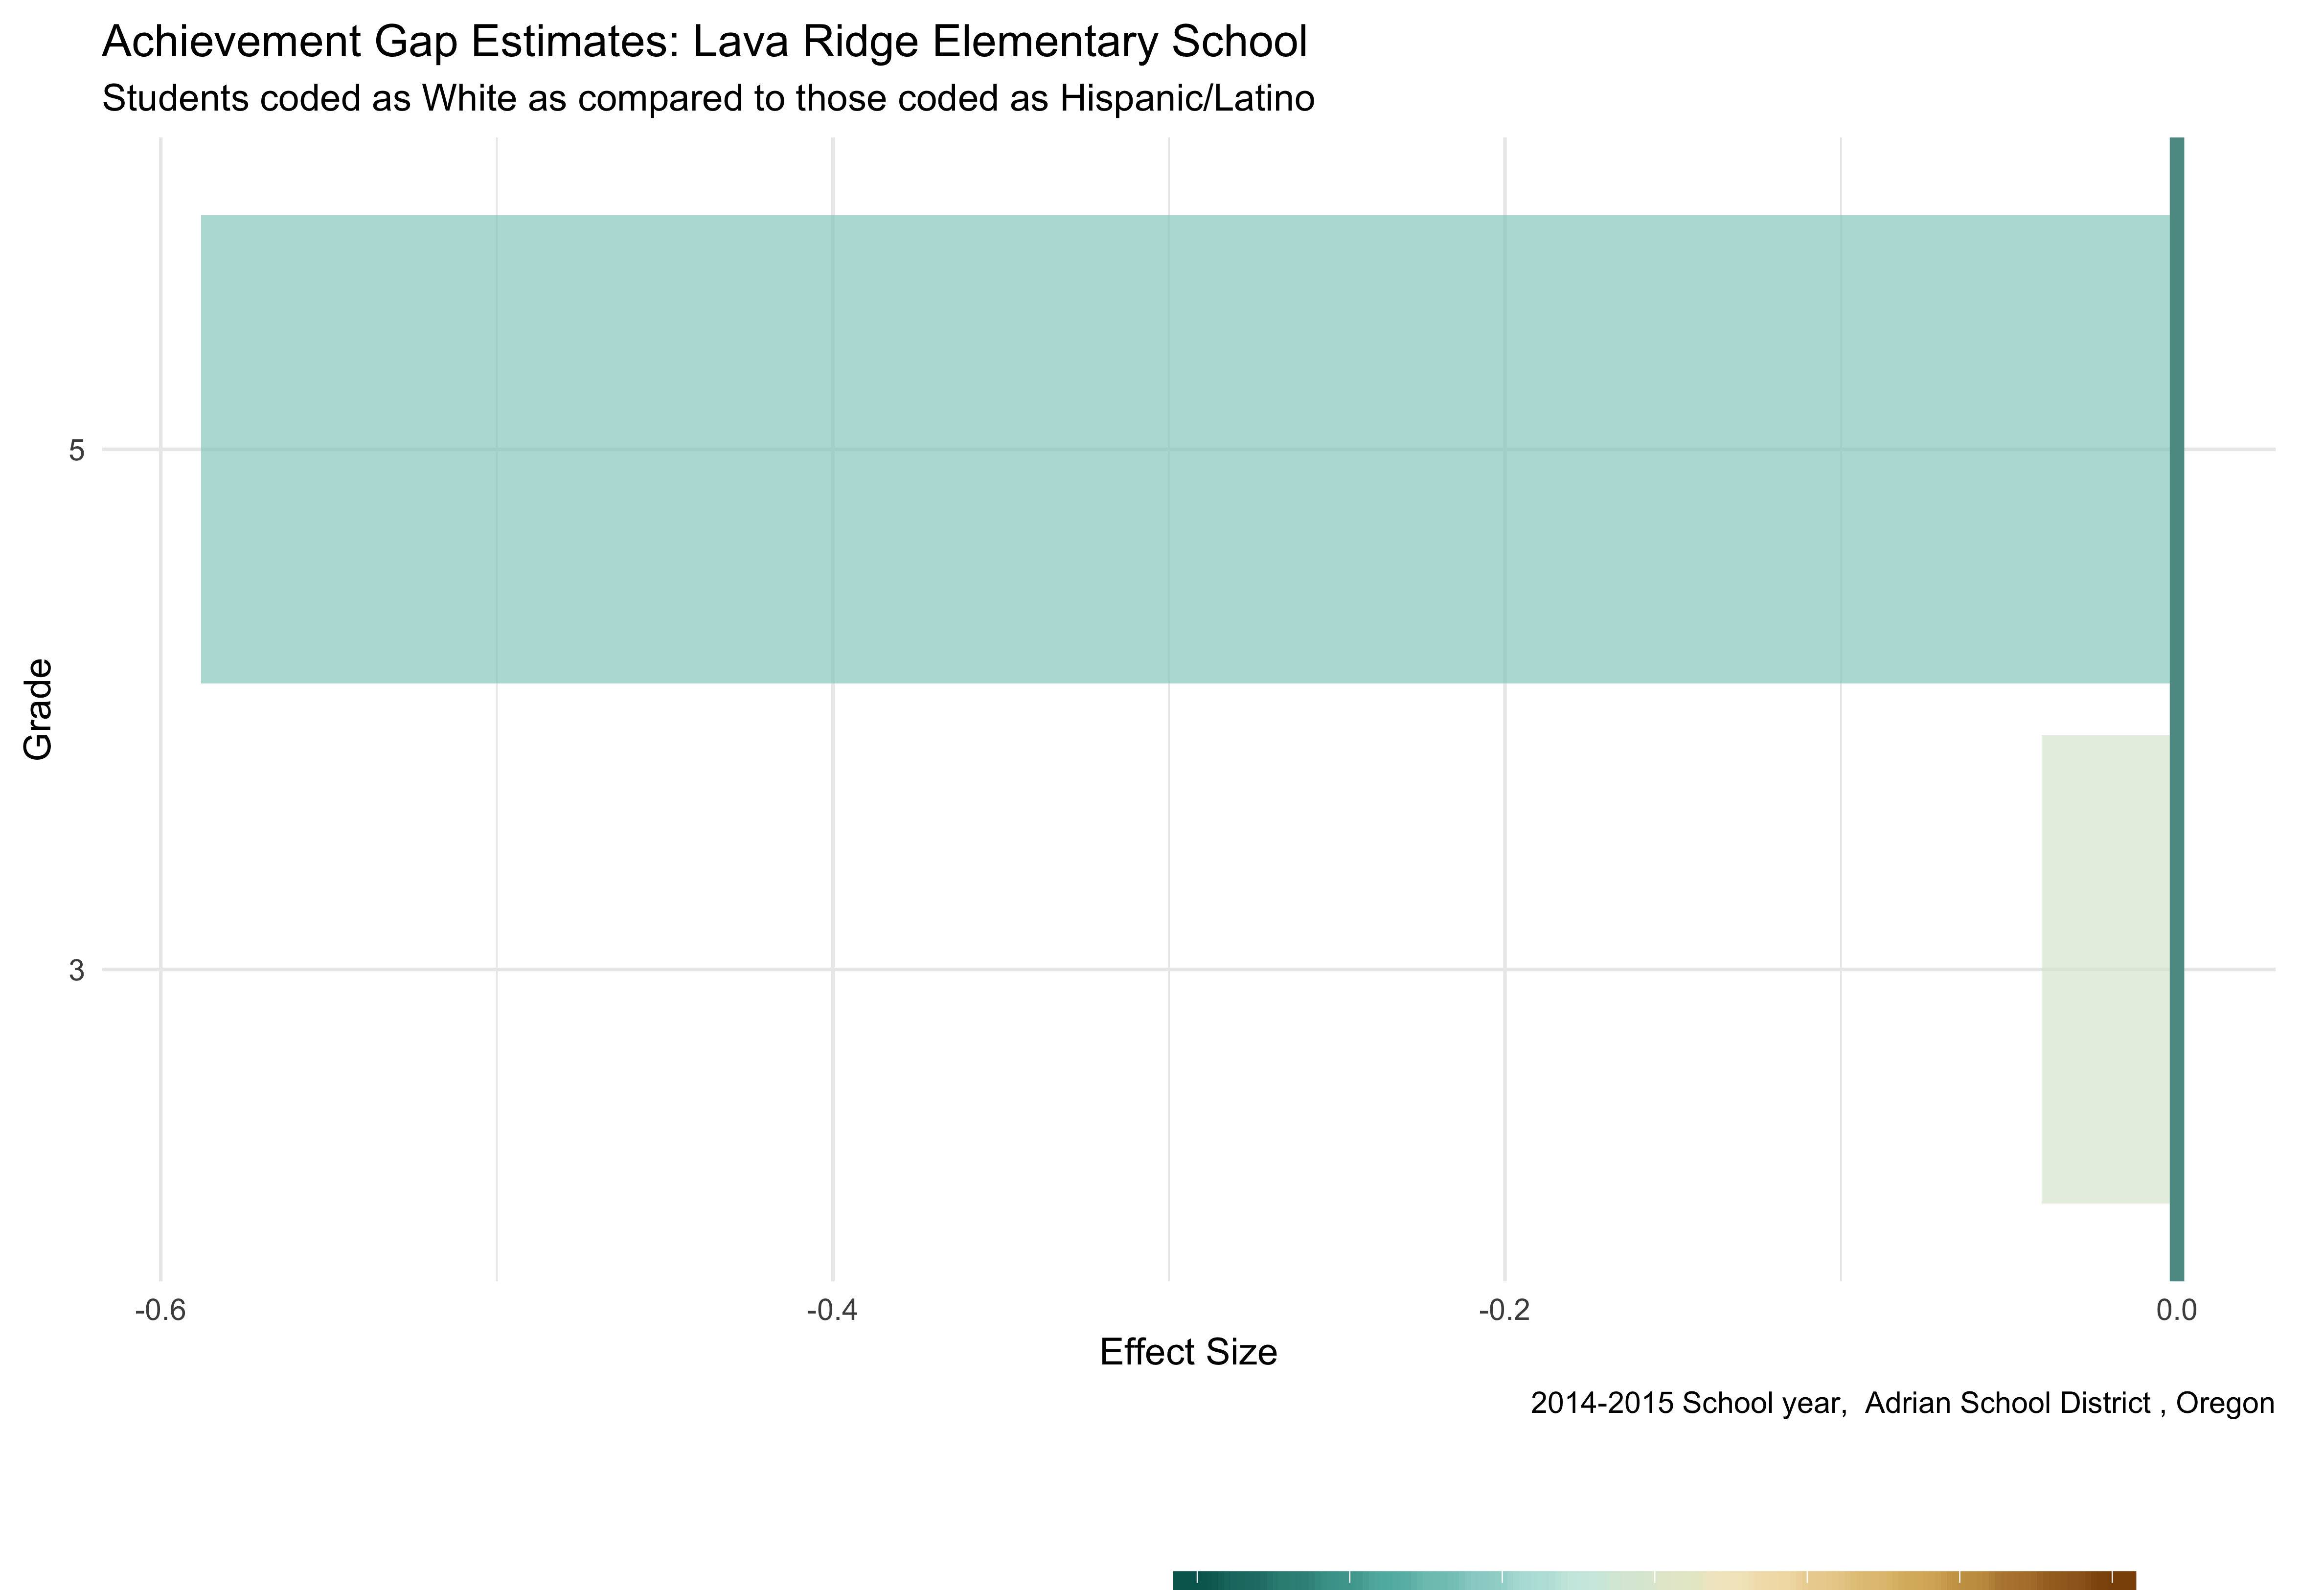 Achievement Gap Estimates: Lava Ridge Elementary School
Students coded as White as compared to those coded as Hispanic/Latino
Grade
5
3
-0.6 -0.4 -0.2 0.0
Effect Size
2014-2015 School year,  Adrian School District , Oregon